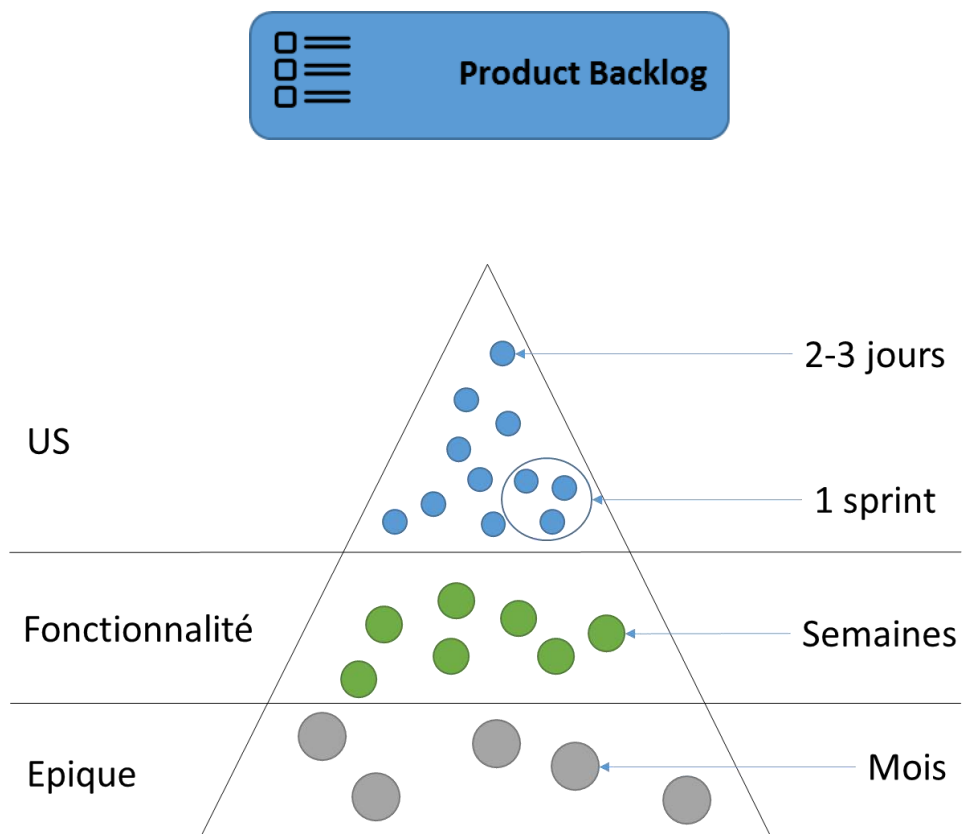 Product Backlog
2-3 jours
US
1 sprint
Fonctionnalité
Semaines
Epique
Mois